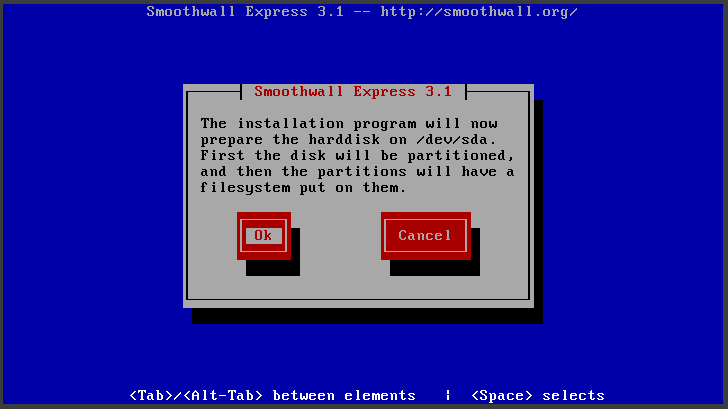 Smoothwall Express 3.1 -- http://smoothwall.org/
Smoothwall Express 3.1
The installation program will now
prepare the harddisk on /dev/sda.
First the disk will be partitioned,
and then the partitions will have a
filesystem put on them.
Ok Cancel
<Tab>/<Alt-Tab> between elements | <Space> selects